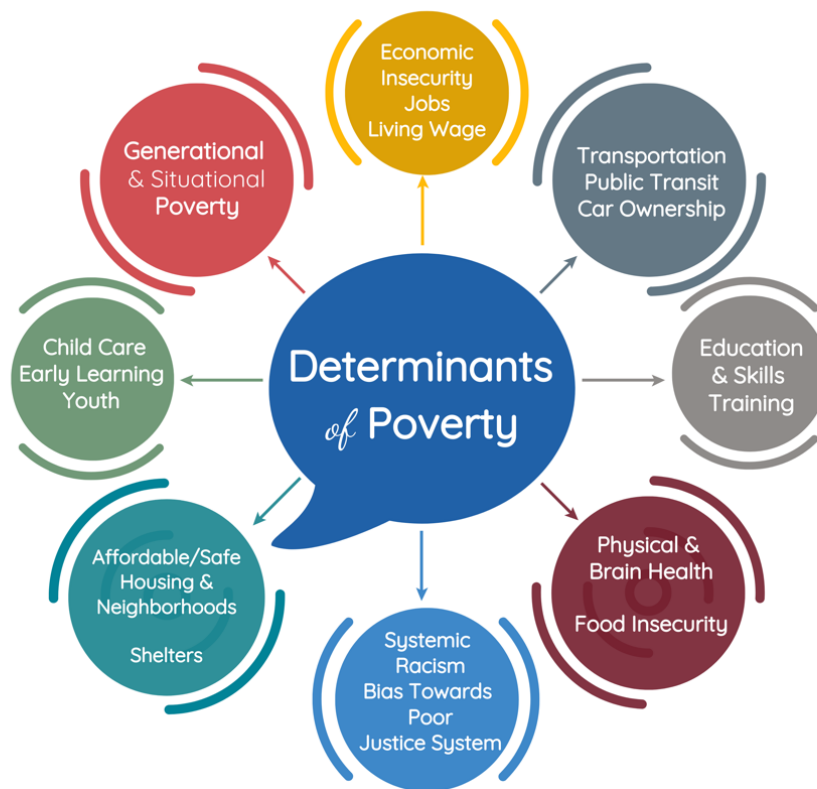 Determinants
of Poverty
Economic
Insecurity
Jobs
Living Wage
Transportation
Public Transit
Car Ownership
Education
& Skills
Training
Physical &
Brain Health
Food Insecurity
Systemic
Racism
Bias Towards
Poor
Justice System
Affordable/Safe
Housing &
Neighborhoods
Shelters
Child Care
Early Learning
Youth
Generational
& Situational
Poverty